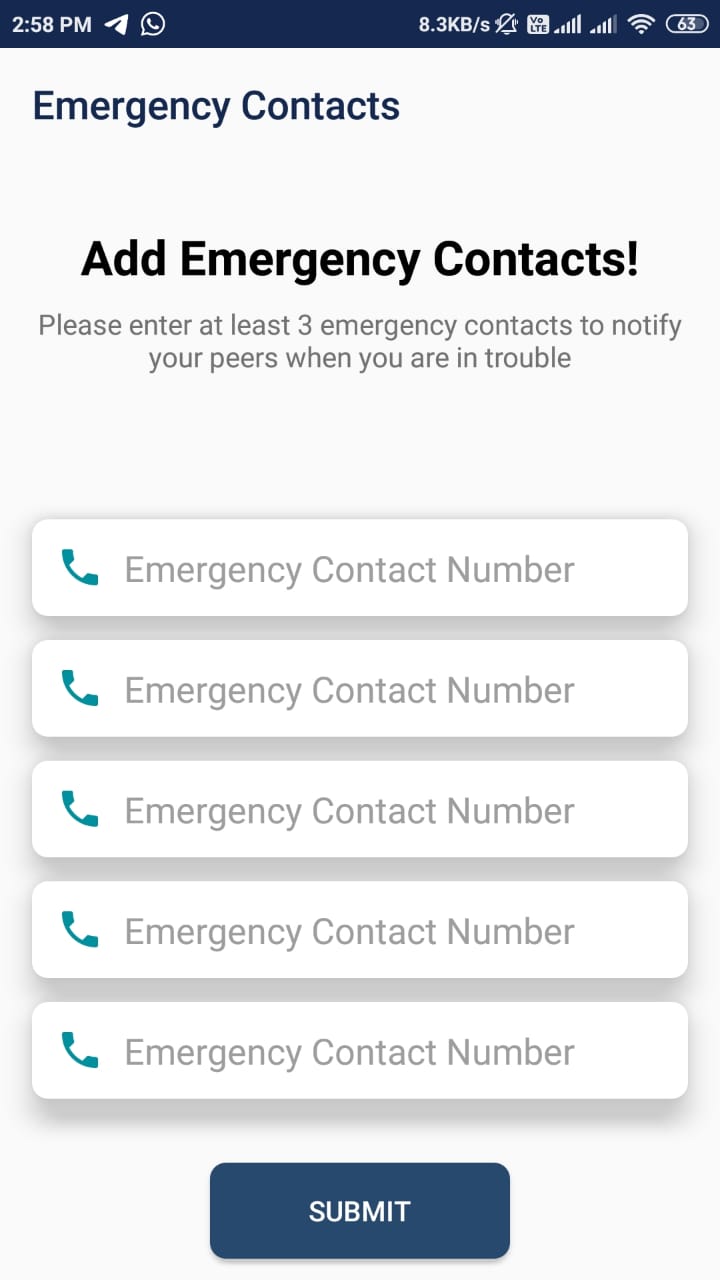 2:58 PM 8.3KB/s Vo LTE 63
Emergency Contacts
Add Emergency Contacts!
Please enter at least 3 emergency contacts to notify
your peers when you are in trouble
Emergency Contact Number
Emergency Contact Number
Emergency Contact Number
Emergency Contact Number
Emergency Contact Number
SUBMIT